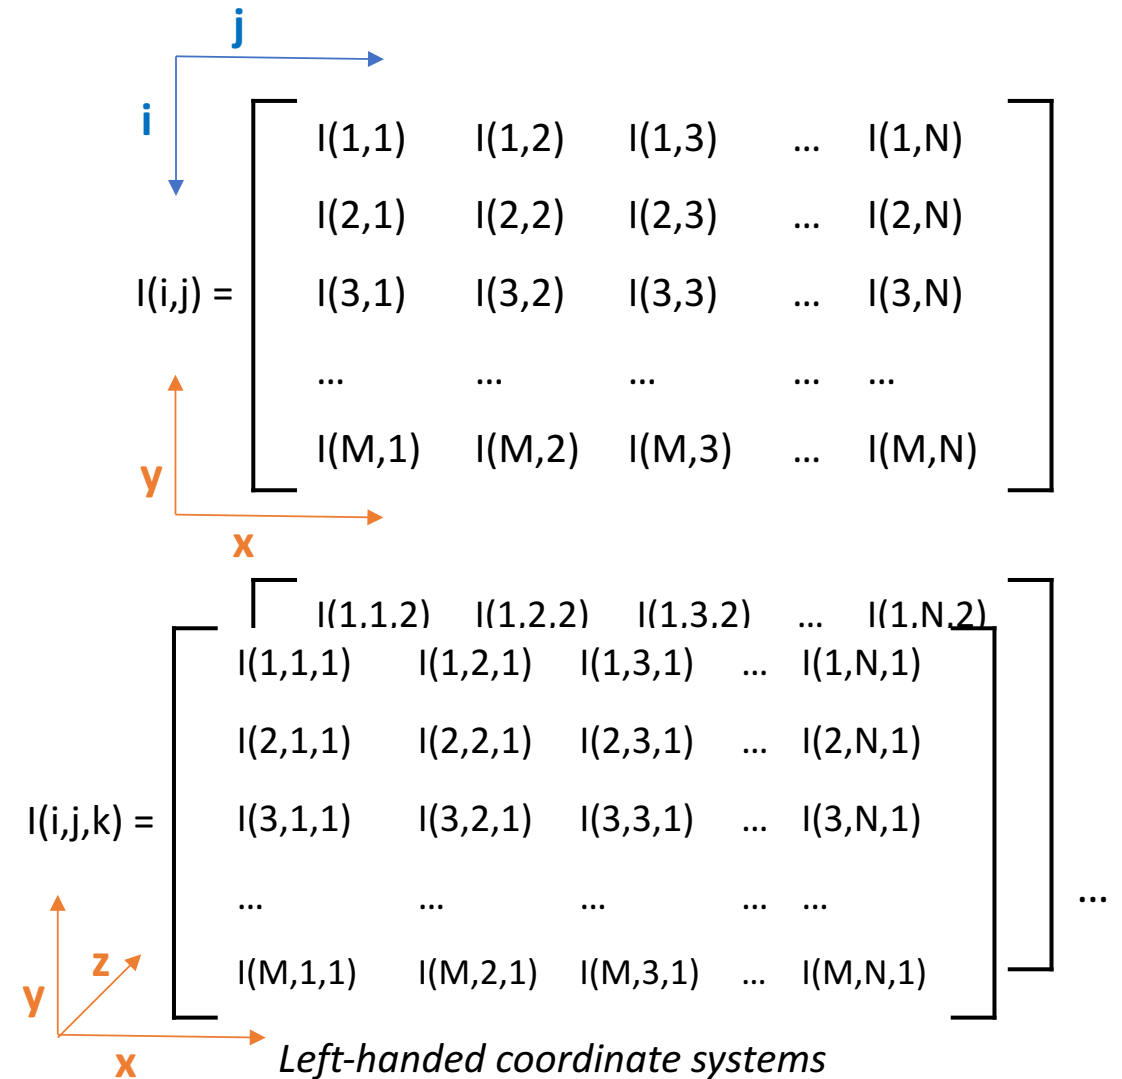 j
i
I(1,1) I(1,2) I(1,3) ... I(1,N)
I(2,1) I(2,2) I(2,3) ... I(2,N)
I(i,j) = I(3,1) I(3,2) I(3,3) ... I(3,N)
... ... ... ... ...
I(M,1) I(M,2) I(M,3) ... I(M,N)
y
x
I(1,1,2) I(1,2,2) I(1,3,2) ... I(1,N,2)
I(1,1,1) I(1,2,1) I(1,3,1) ... I(1,N,1)
I(2,1,1) I(2,2,1) I(2,3,1) ... I(2,N,1)
I(i,j,k) = I(3,1,1) I(3,2,1) I(3,3,1) ... I(3,N,1)
... ... ... ... ... ...
z
I(M,1,1) I(M,2,1) I(M,3,1) ... I(M,N,1)
y
x
Left-handed coordinate systems